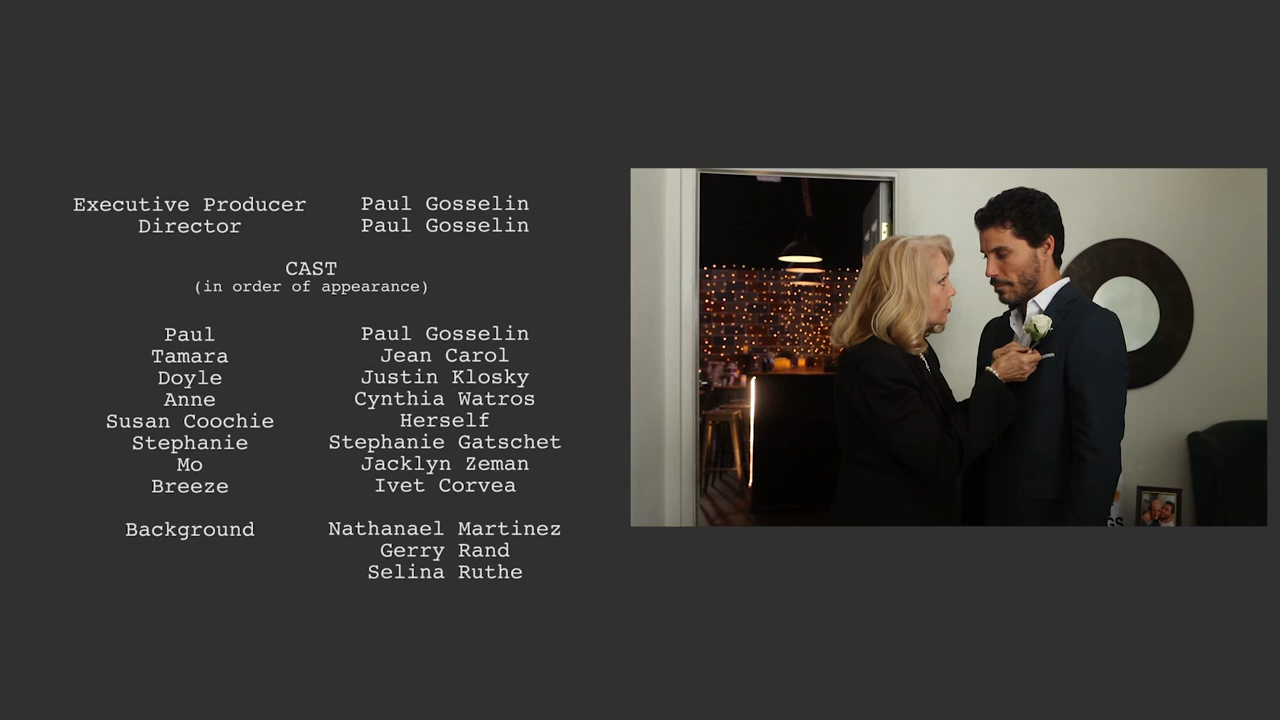 Executive Producer Paul Gosselin
Director Paul Gosselin
CAST
(in order of appearance)
Paul Paul Gosselin
Tamara Jean Carol
Doyle Justin Klosky
Anne Cynthia Watros
Susan Coochie Herself
Stephanie Stephanie Gatschet
Mo Jacklyn Zeman
Breeze Ivet Corvea
Background Nathanael Martinez
Gerry Rand
Selina Ruthe
GS